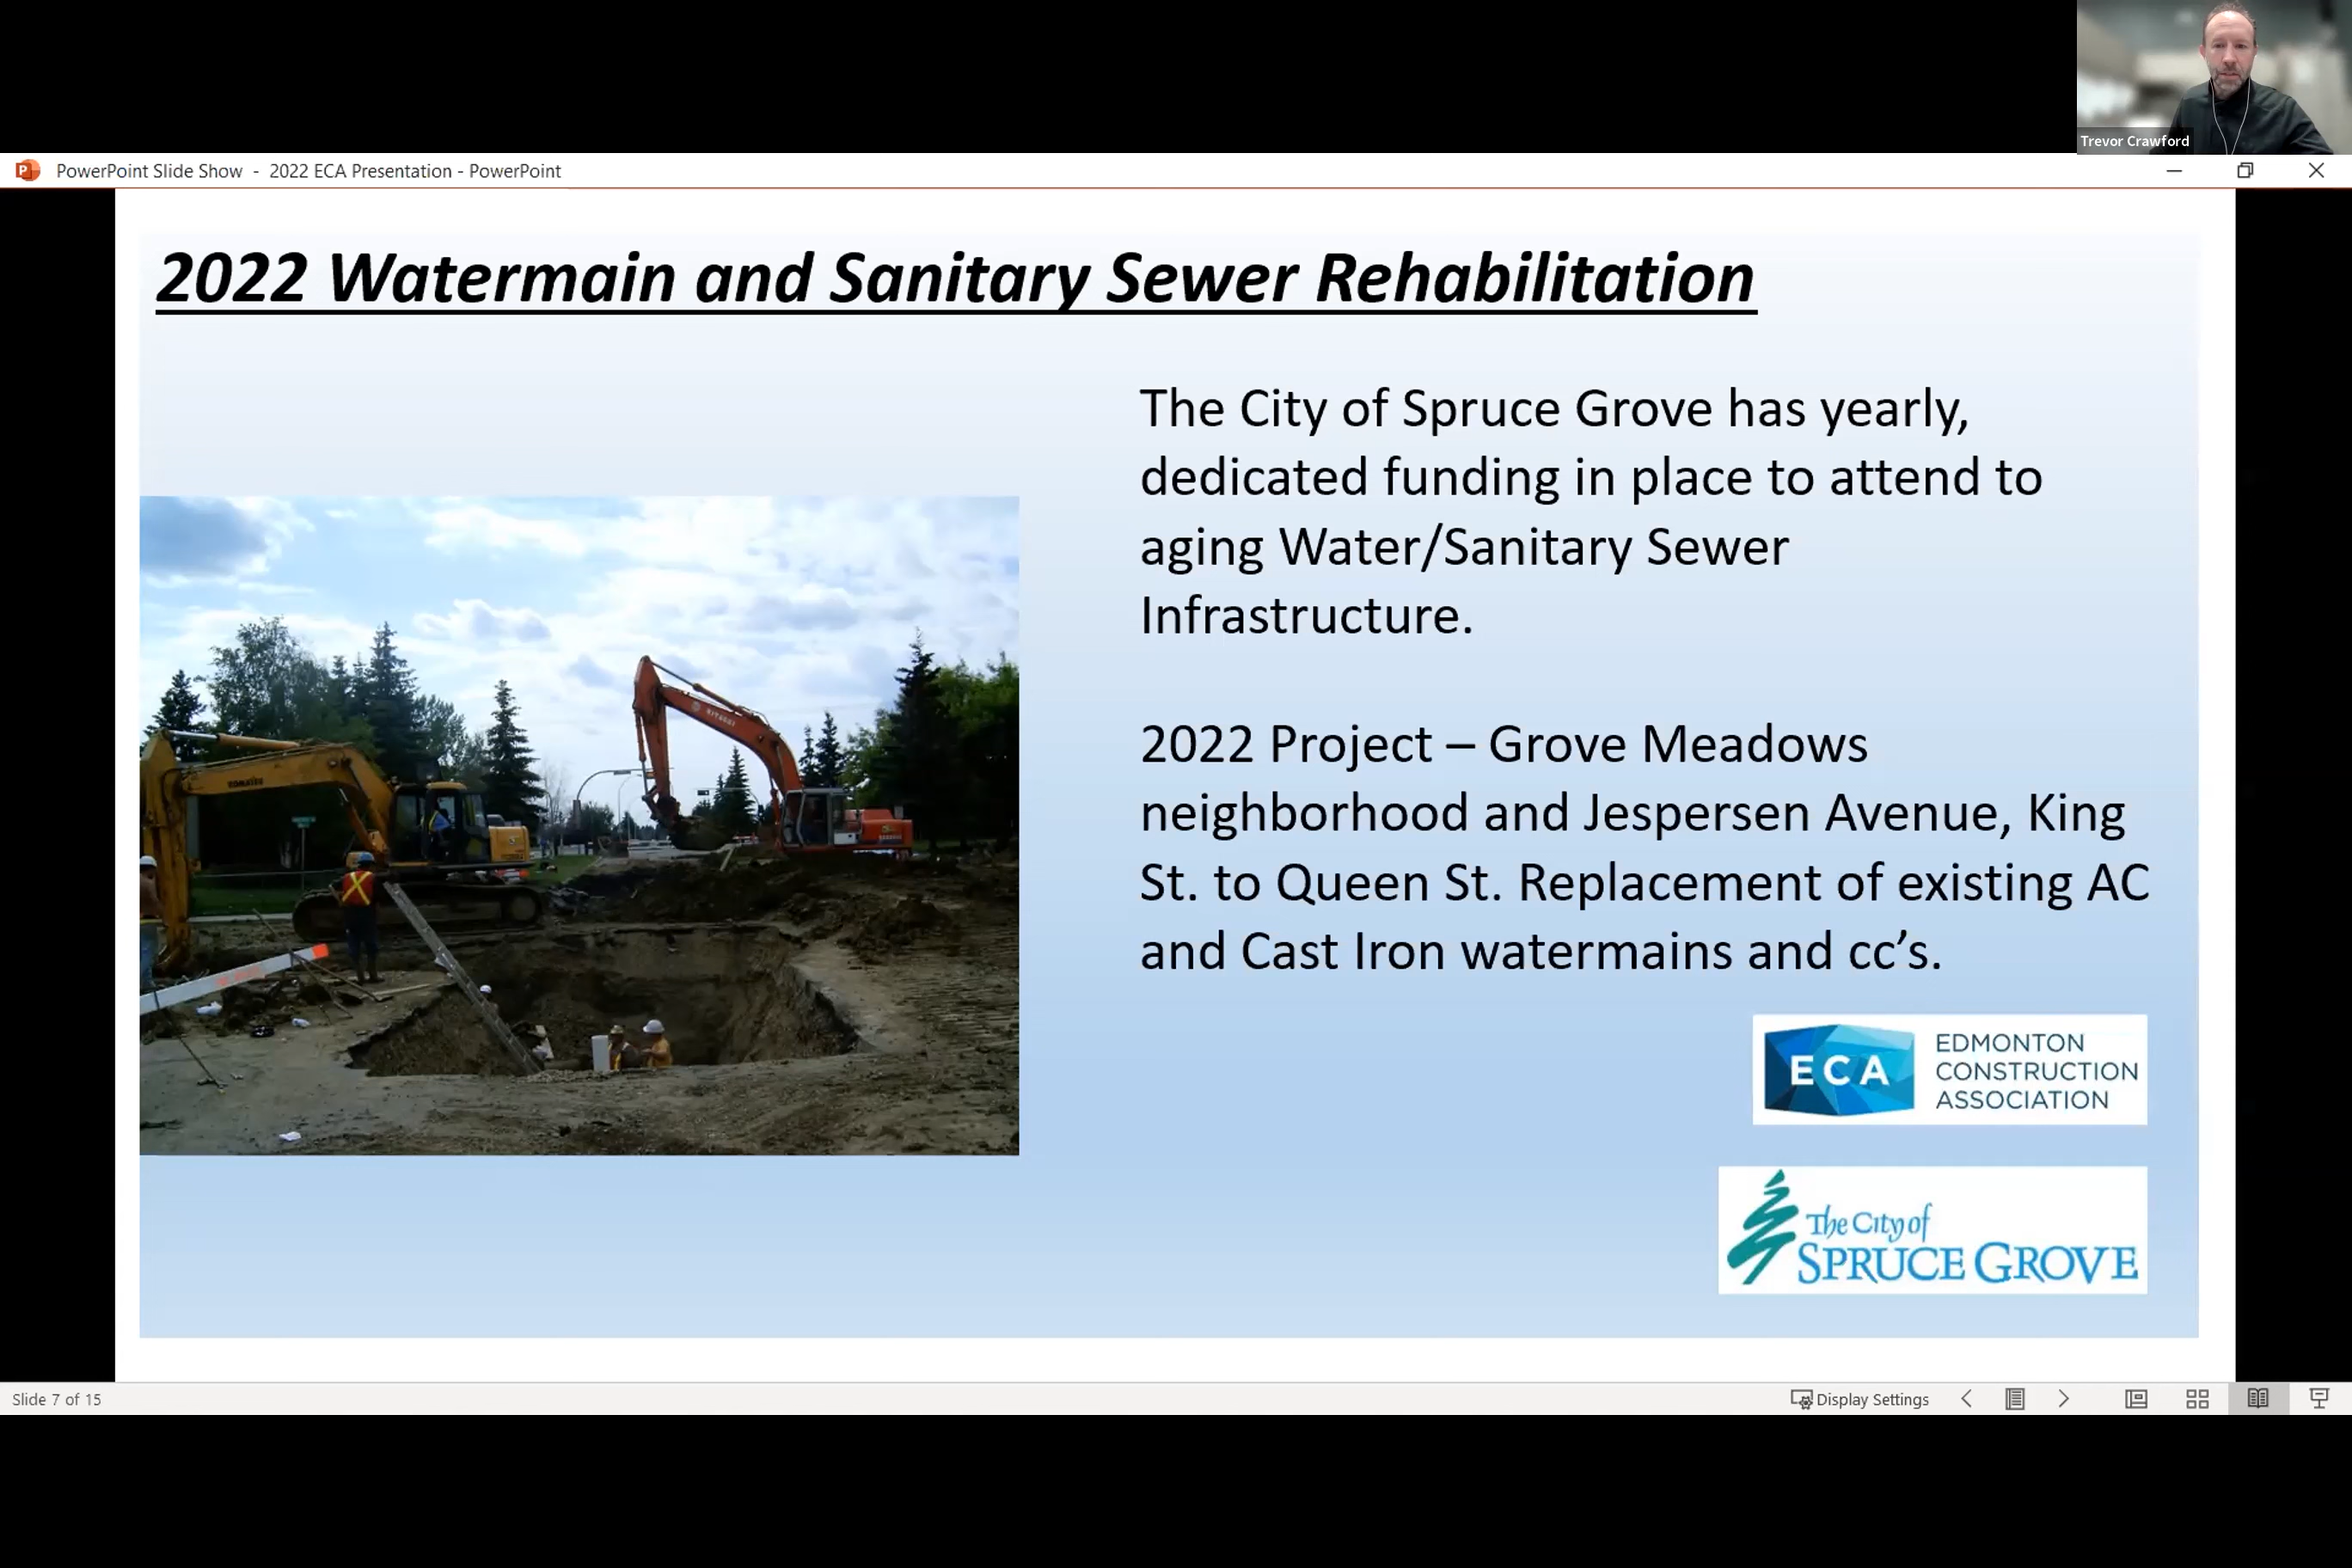 Trevor Crawford
PowerPoint Slide Show - 2022 ECA Presentation - PowerPoint
2022 Watermain and Sanitary Sewer Rehabilitation
The City of Spruce Grove has yearly,
dedicated funding in place to attend to
aging Water/Sanitary Sewer
Infrastructure.
2022 Project – Grove Meadows
neighborhood and Jespersen Avenue, King
St. to Queen St. Replacement of existing AC
and Cast Iron watermains and cc’s.
KOMATSU
HITACHI
ECA
EDMONTON
CONSTRUCTION
ASSOCIATION
The City of
SPRUCE GROVE
Slide 7 of 15
Display Settings